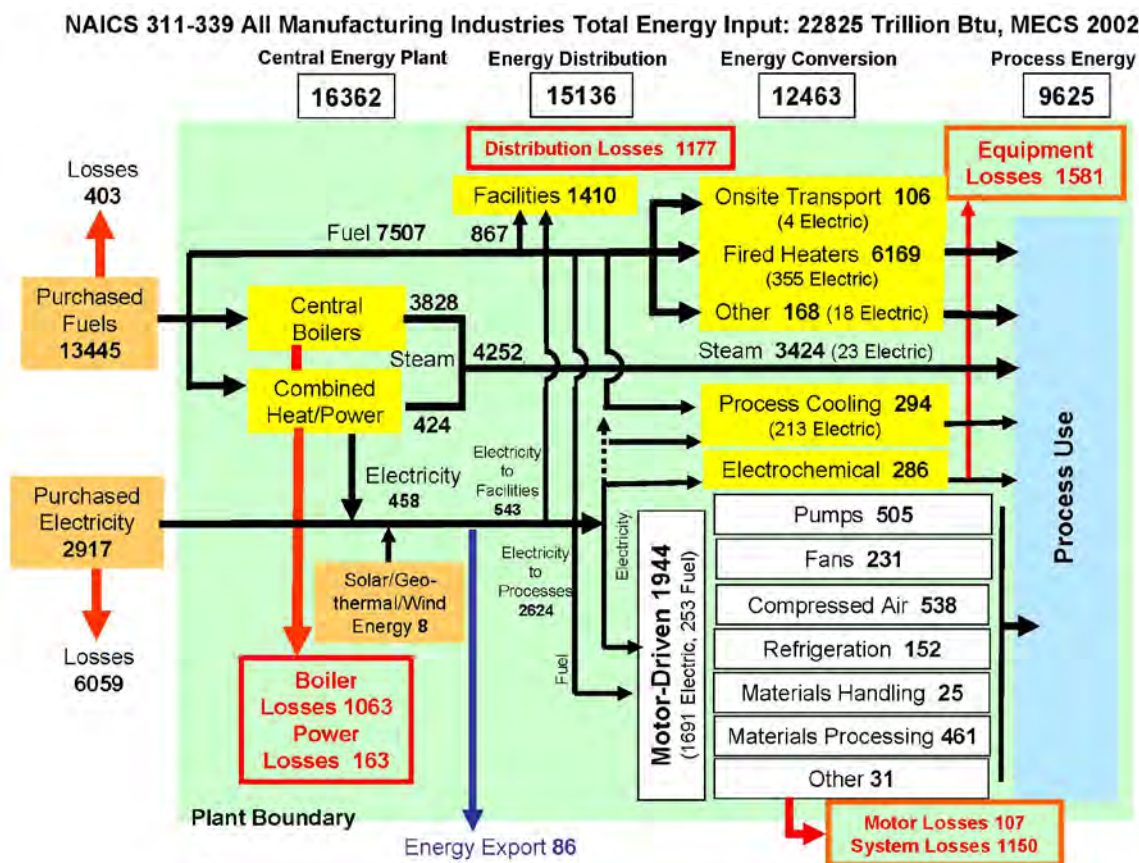 NAICS 311-339 All Manufacturing Industries Total Energy Input: 22825 Trillion Btu, MECS 2002
Central Energy Plant
Energy Distribution
Energy Conversion
Process Energy
16362
15136
12463
9625
Distribution Losses 1177
Equipment
Losses 1581
Losses
403
Facilities 1410
Onsite Transport 106
(4 Electric)
Fuel 7507
867
Fired Heaters 6169
(355 Electric)
Purchased
Fuels
13445
Central
Boilers
3828
Other 168 (18 Electric)
Steam
4252
Steam 3424 (23 Electric)
Combined
Heat/Power
424
Process Cooling 294
(213 Electric)
Electricity
458
Electricity
to
Facilities
543
Electrochemical 286
Process Use
Purchased
Electricity
2917
Electricity
Pumps 505
Fans 231
Solar/Geo-
thermal/Wind
Energy 8
Electricity
to
Processes
2624
Compressed Air 538
Motor-Driven 1944
(1691 Electric, 253 Fuel)
Refrigeration 152
Losses
6059
Fuel
Boiler
Losses 1063
Power
Losses 163
Materials Handling 25
Materials Processing 461
Other 31
Plant Boundary
Energy Export 86
Motor Losses 107
System Losses 1150